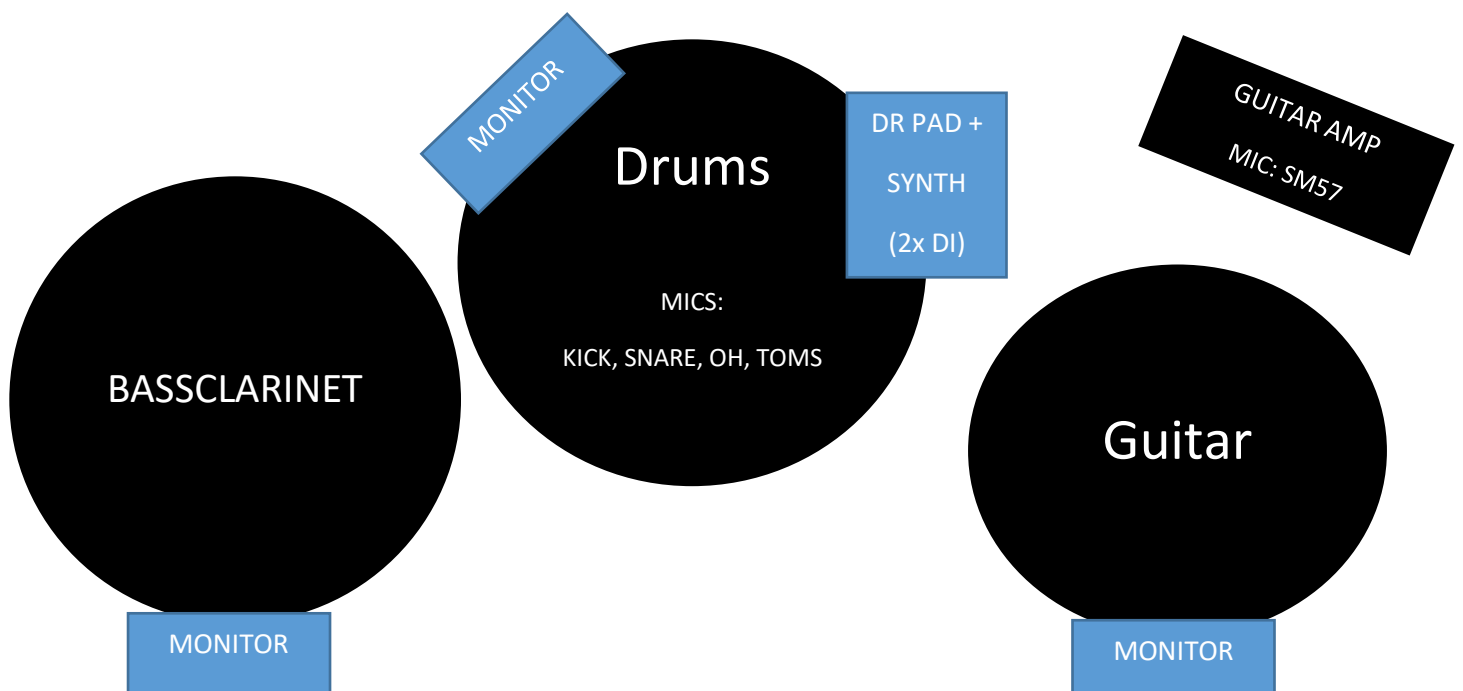 MONITOR
Drums
MICS:
KICK, SNARE, OH, TOMS
DR PAD +
SYNTH
(2x DI)
GUITAR AMP
MIC: SM57
BASSCLARINET
MONITOR
Guitar
MONITOR